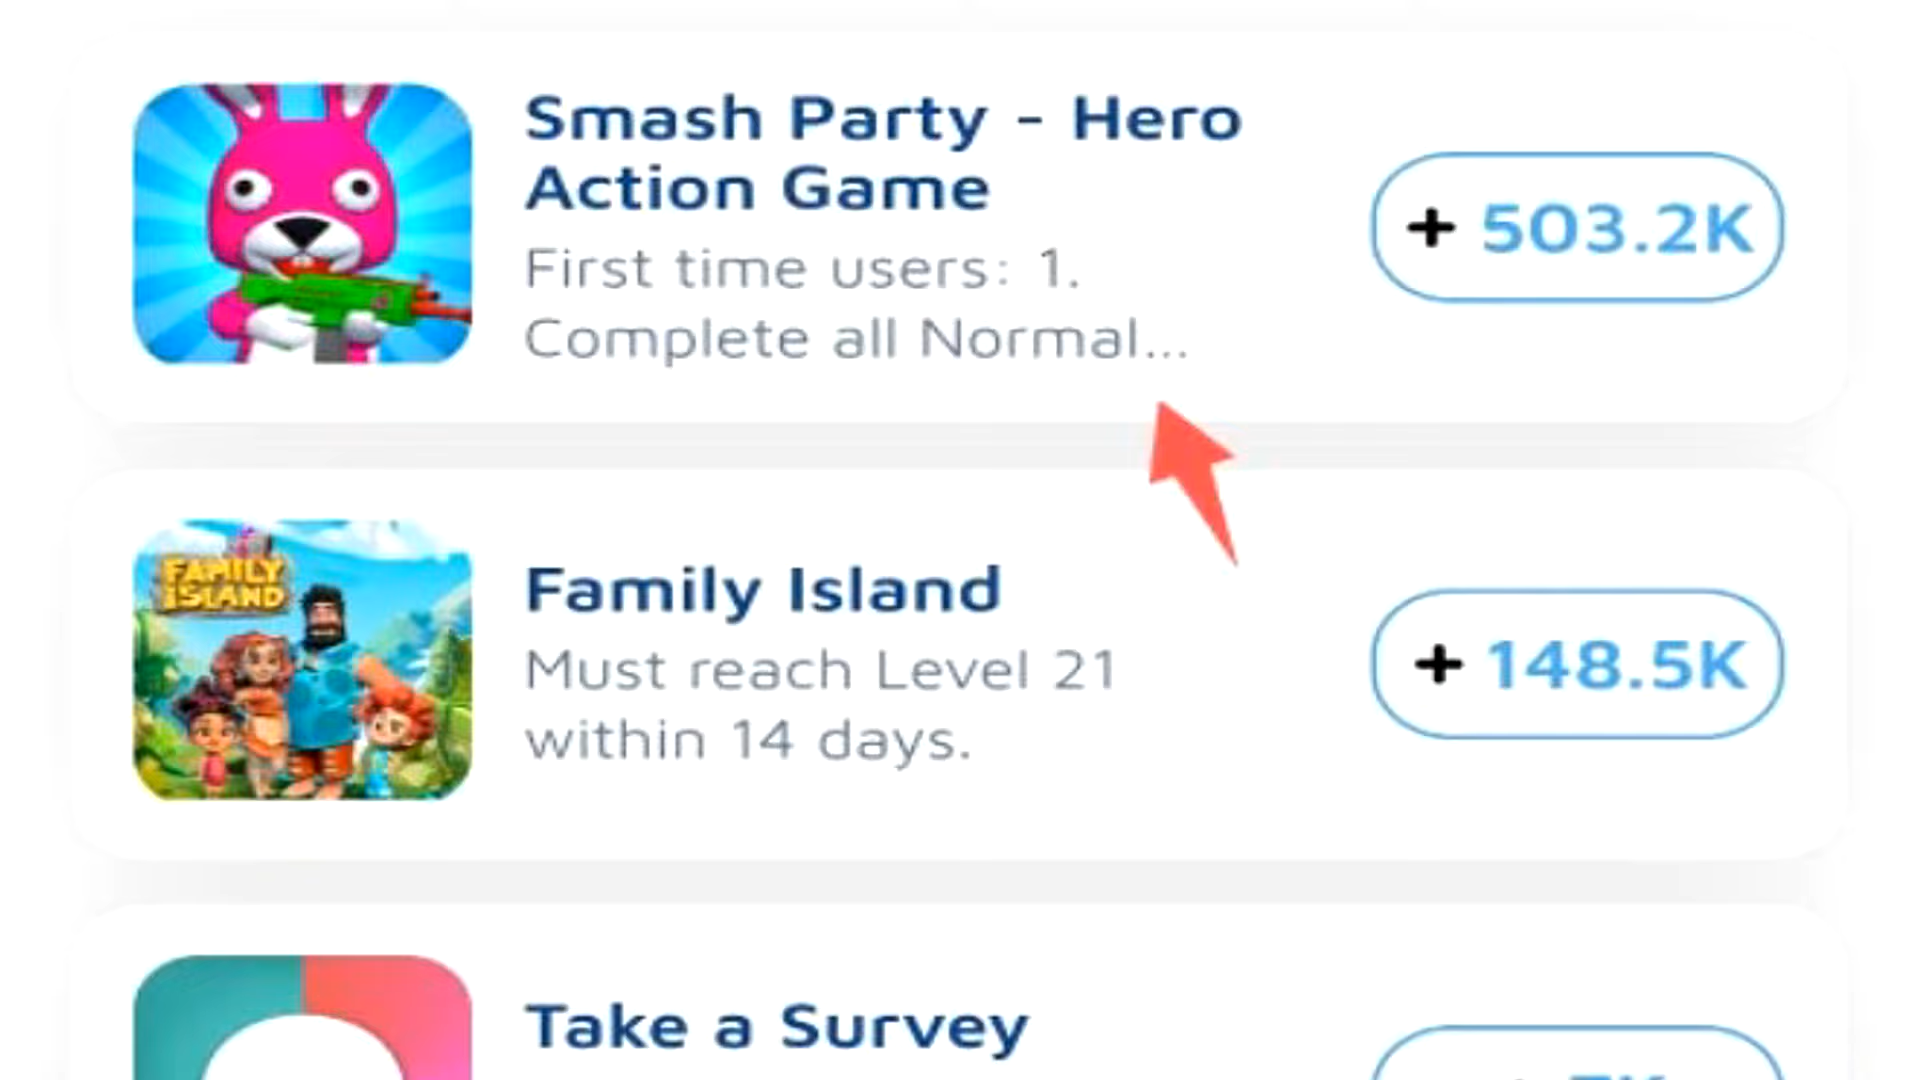 Smash Party - Hero
Action Game
First time users: 1.
Complete all Normal...
+ 503.2K
FAMILY
ISLAND
Family Island
Must reach Level 21
within 14 days.
+ 148.5K
Take a Survey